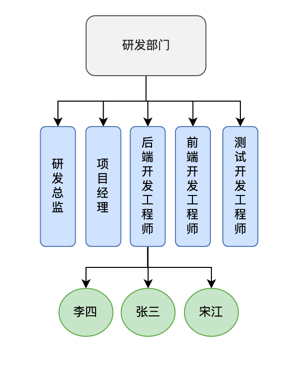 研发部门
研发总监
项目经理
后端开发工程师
前端开发工程师
测试开发工程师
李四
张三
宋江